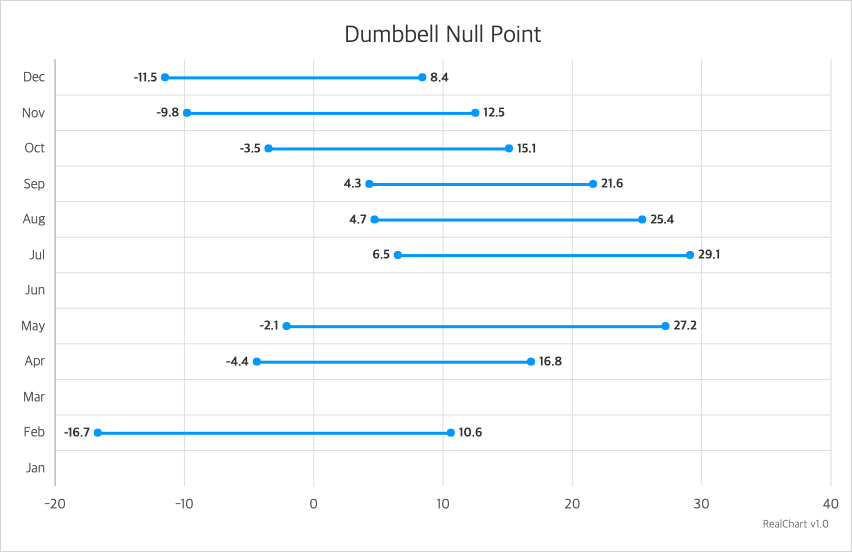 Dumbbell Null Point
Dec -11.5 8.4
Nov -9.8 12.5
Oct -3.5 15.1
Sep 4.3 21.6
Aug 4.7 25.4
Jul 6.5 29.1
Jun
May -2.1 27.2
Apr -4.4 16.8
Mar
Feb -16.7 10.6
Jan
-20 -10 0 10 20 30 40
RealChart v1.0